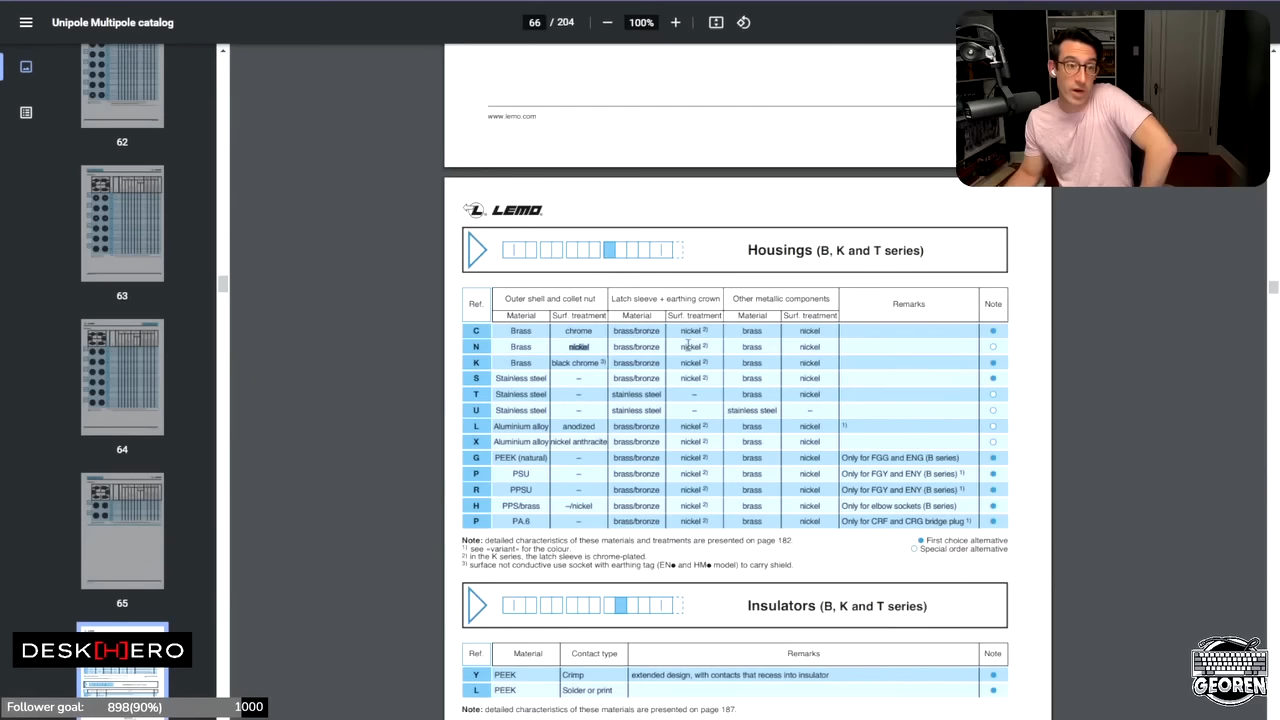 Unipole Multipole catalog
66 / 204
100%
62
63
64
65
www.lemo.com
LEMO
Housings (B, K and T series)
Ref. Outer shell and collet nut Latch sleeve + earthing crown Other metallic components Remarks Note
Material Surf. treatment Material Surf. treatment Material Surf. treatment
C Brass chrome brass/bronze nickel 2) brass nickel
N Brass nickel brass/bronze nickel 2) brass nickel
K Brass black chrome 3) brass/bronze nickel 2) brass nickel
S Stainless steel – brass/bronze nickel 2) brass nickel
T Stainless steel – stainless steel – brass nickel
U Stainless steel – stainless steel – stainless steel –
L Aluminium alloy anodized brass/bronze nickel 2) brass nickel 1)
X Aluminium alloy nickel anthracite brass/bronze nickel 2) brass nickel
G PEEK (natural) – brass/bronze nickel 2) brass nickel Only for FGG and ENG (B series)
P PSU – brass/bronze nickel 2) brass nickel Only for FGY and ENY (B series) 1)
R PPSU – brass/bronze nickel 2) brass nickel Only for FGY and ENY (B series) 1)
H PPS/brass –/nickel brass/bronze nickel 2) brass nickel Only for elbow sockets (B series)
P PA.6 – brass/bronze nickel 2) brass nickel Only for CRF and CRG bridge plug 1)
Note: detailed characteristics of these materials and treatments are presented on page 182. ● First choice alternative
1) see «variant» for the colour. ○ Special order alternative
2) in the K series, the latch sleeve is chrome-plated.
3) surface not conductive use socket with earthing tag (EN● and HM● model) to carry shield.
Insulators (B, K and T series)
Ref. Material Contact type Remarks Note
Y PEEK Crimp extended design, with contacts that recess into insulator
L PEEK Solder or print
Note: detailed characteristics of these materials are presented on page 187.
DESK[H]ERO
Follower goal: 898(90%) 1000
GEOREN